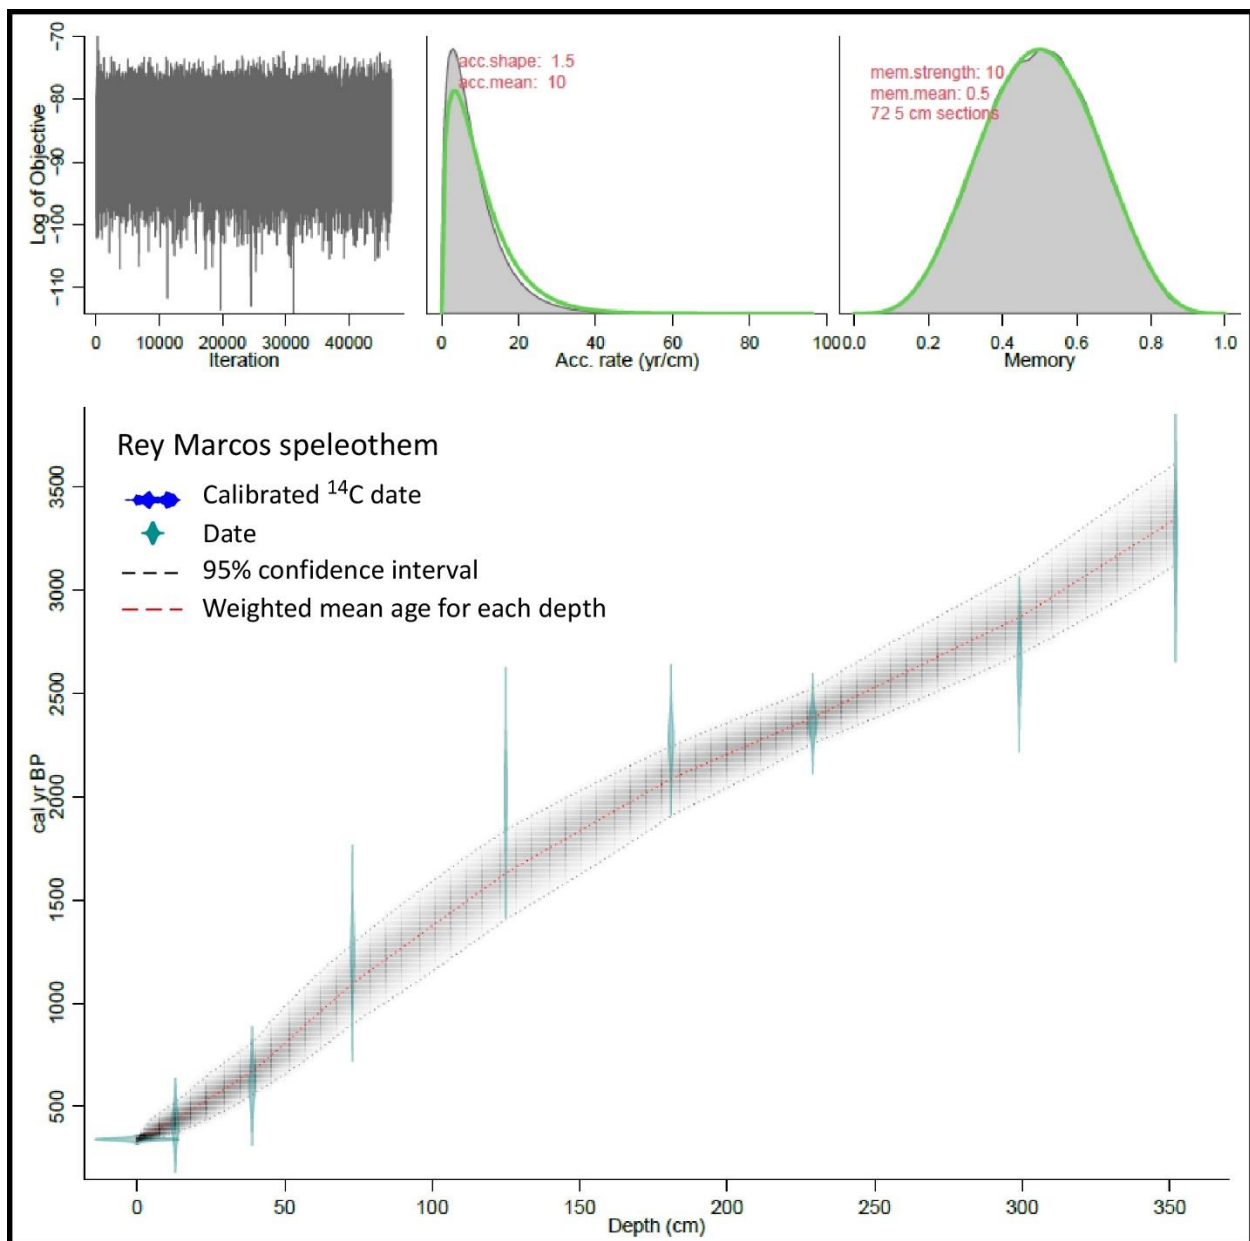 -70
-80
-90
-100
-110
Log of Objective
0 10000 20000 30000 40000
Iteration
acc.shape: 1.5
acc.mean: 10
0 20 40 60 80 100
Acc. rate (yr/cm)
mem.strength: 10
mem.mean: 0.5
72 5 cm sections
0.0 0.2 0.4 0.6 0.8 1.0
Memory
Rey Marcos speleothem
Calibrated ¹⁴C date
Date
95% confidence interval
Weighted mean age for each depth
3500
3000
2500
2000
1500
1000
500
cal yr BP
0 50 100 150 200 250 300 350
Depth (cm)